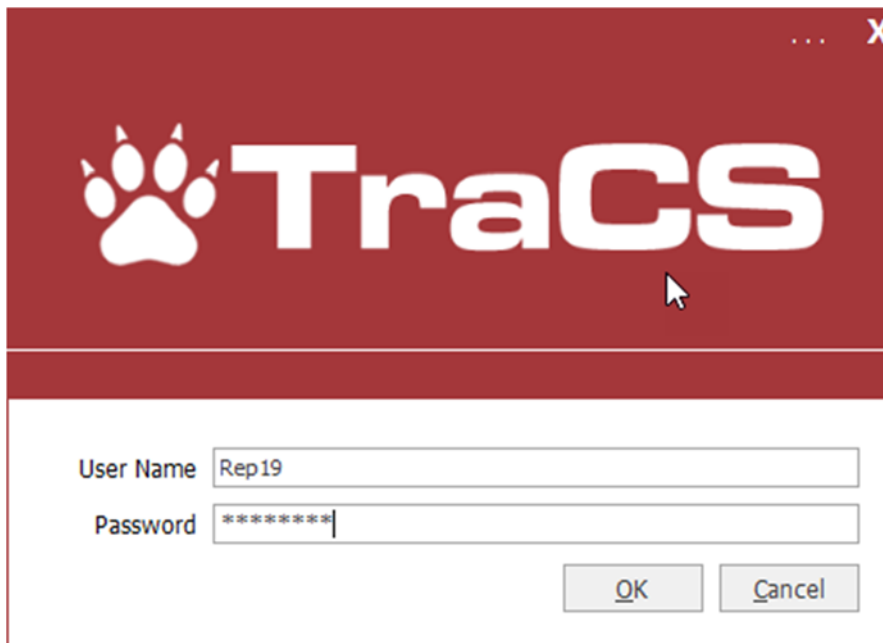 ... X
TraCS
User Name Rep19
Password ********
OK Cancel